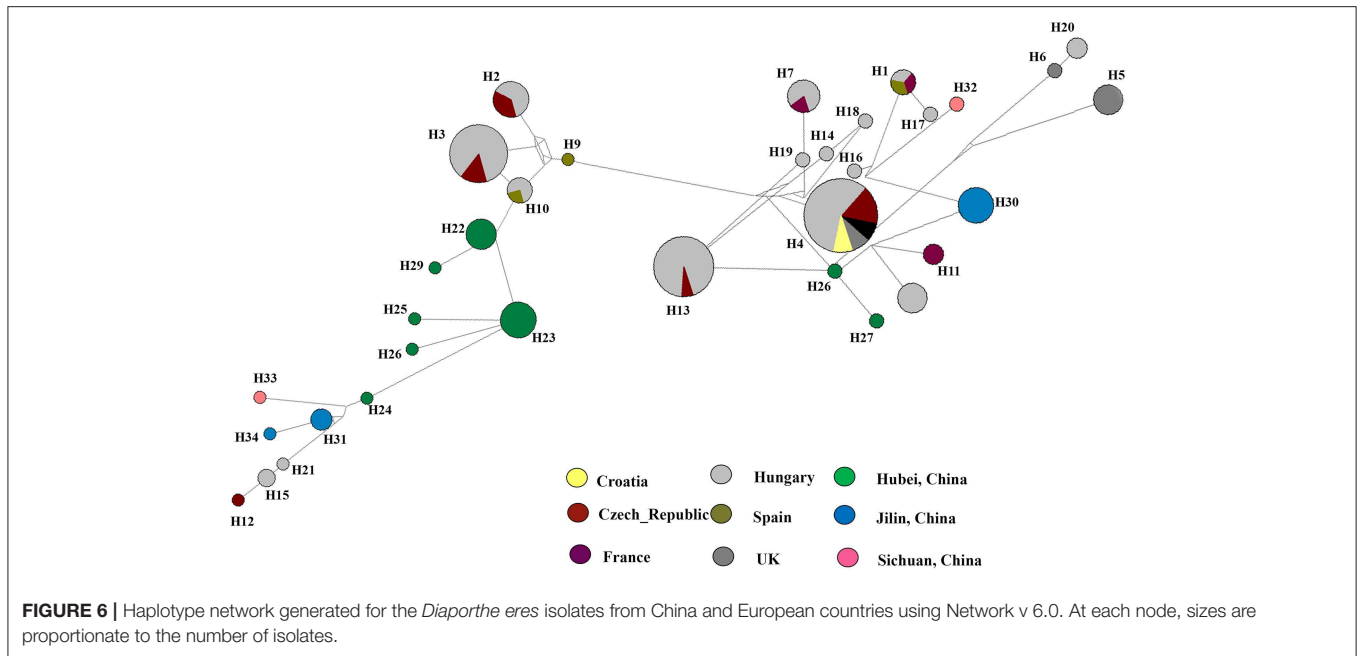 H20
H6
H2
H7
H1
H5
H32
H3
H18
H17
H14
H9
H19
H16
H10
H30
H22
H4
H29
H11
H26
H13
H25
H27
H23
H26
H33
H24
H34
H31
H21
H15
H12
Croatia Hungary Hubei, China
Czech_Republic Spain Jilin, China
France UK Sichuan, China
FIGURE 6 | Haplotype network generated for the Diaporthe eres isolates from China and European countries using Network v 6.0. At each node, sizes are
proportionate to the number of isolates.